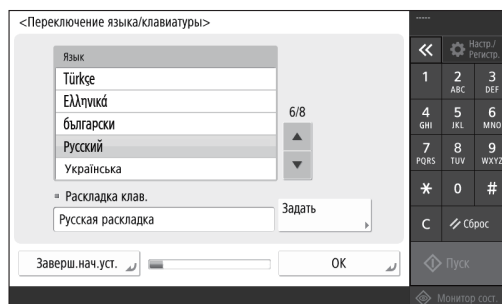 <Переключение языка/клавиатуры>
-----
Настр./
Регистр.
Язык
Türkçe
Ελληνικά
български
Русский
Українська
6/8
Раскладка клав.
Русская раскладка
Задать
Заверш.нач.уст.
OK
1 2 3
ABC DEF
4 5 6
GHI JKL MNO
7 8 9
PQRS TUV WXYZ
* 0 #
C Сброс
Пуск
Монитор сост.